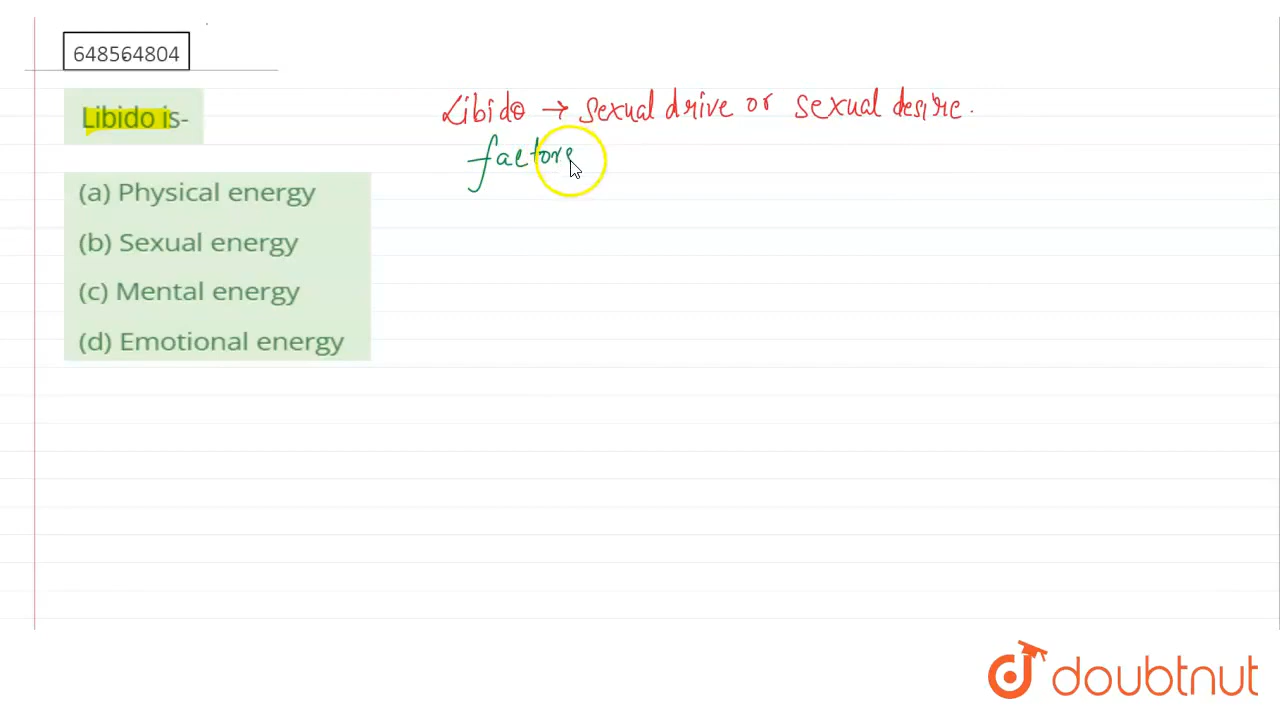 648564804
Libido is-
Libido → sexual drive or sexual desire.
factors
(a) Physical energy
(b) Sexual energy
(c) Mental energy
(d) Emotional energy
doubtnut